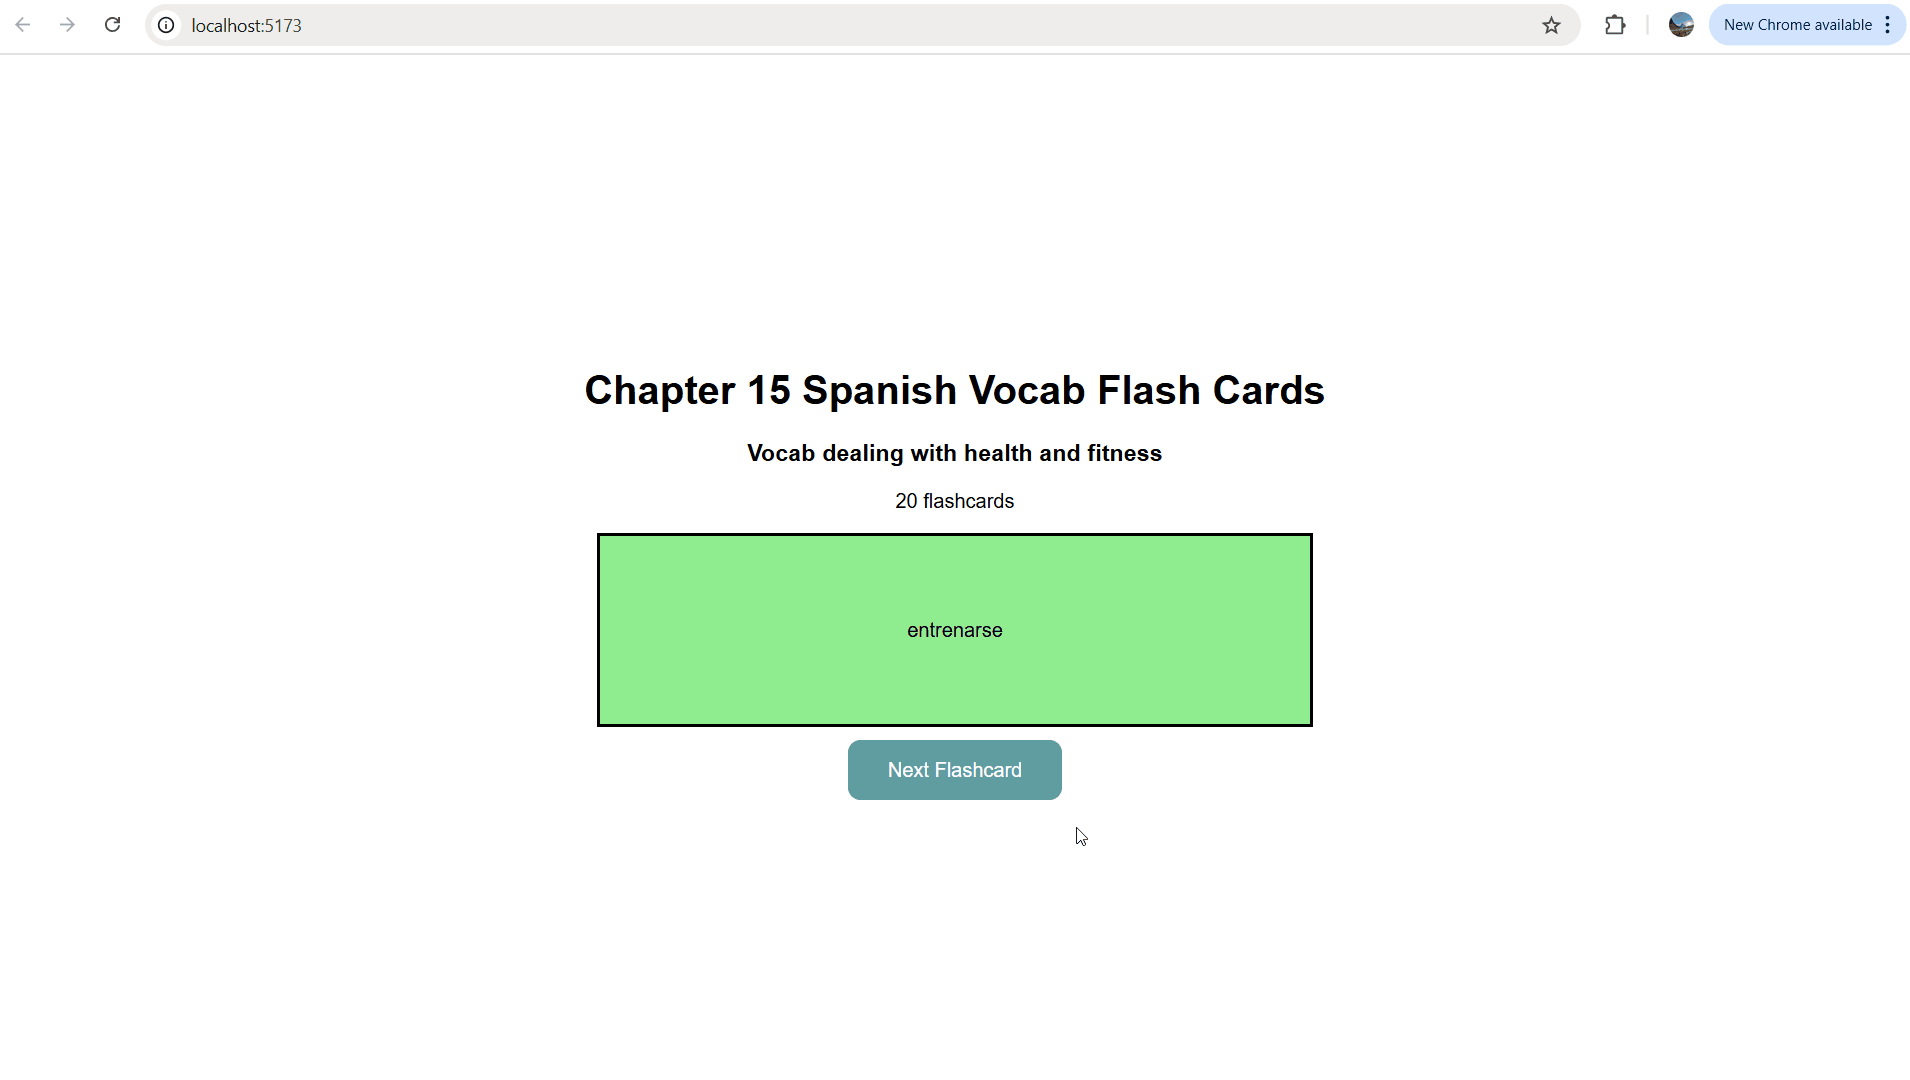 localhost:5173
New Chrome available
Chapter 15 Spanish Vocab Flash Cards
Vocab dealing with health and fitness
20 flashcards
entrenarse
Next Flashcard